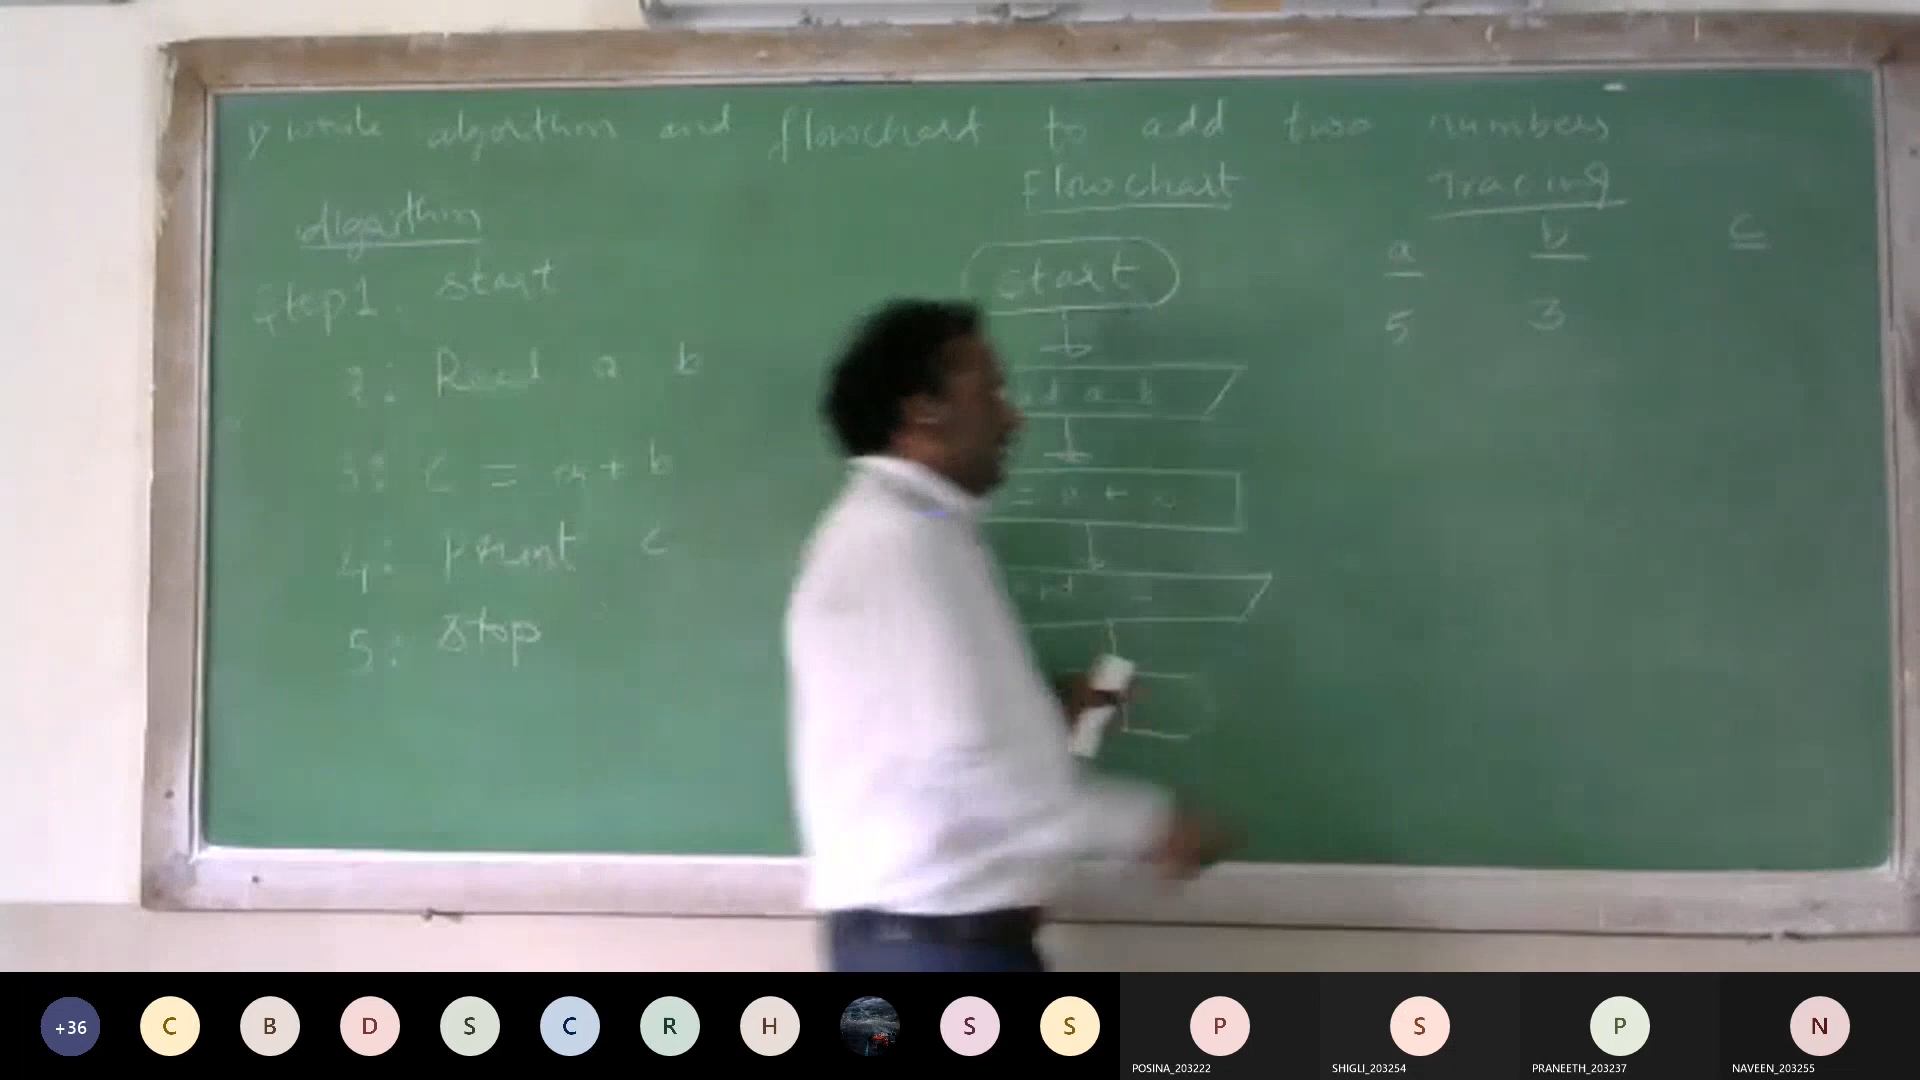 1) write algorithm and flowchart to add two numbers
algorithm
Step1: start
2: Read a b
3: c = a + b
4: print c
5: stop
Flowchart
start
ad a b
= a +
Tracing
a b c
5 3
+36 C B D S C R H S S P S P N
POSINA_203222 SHIGLI_203254 PRANEETH_203237 NAVEEN_203255